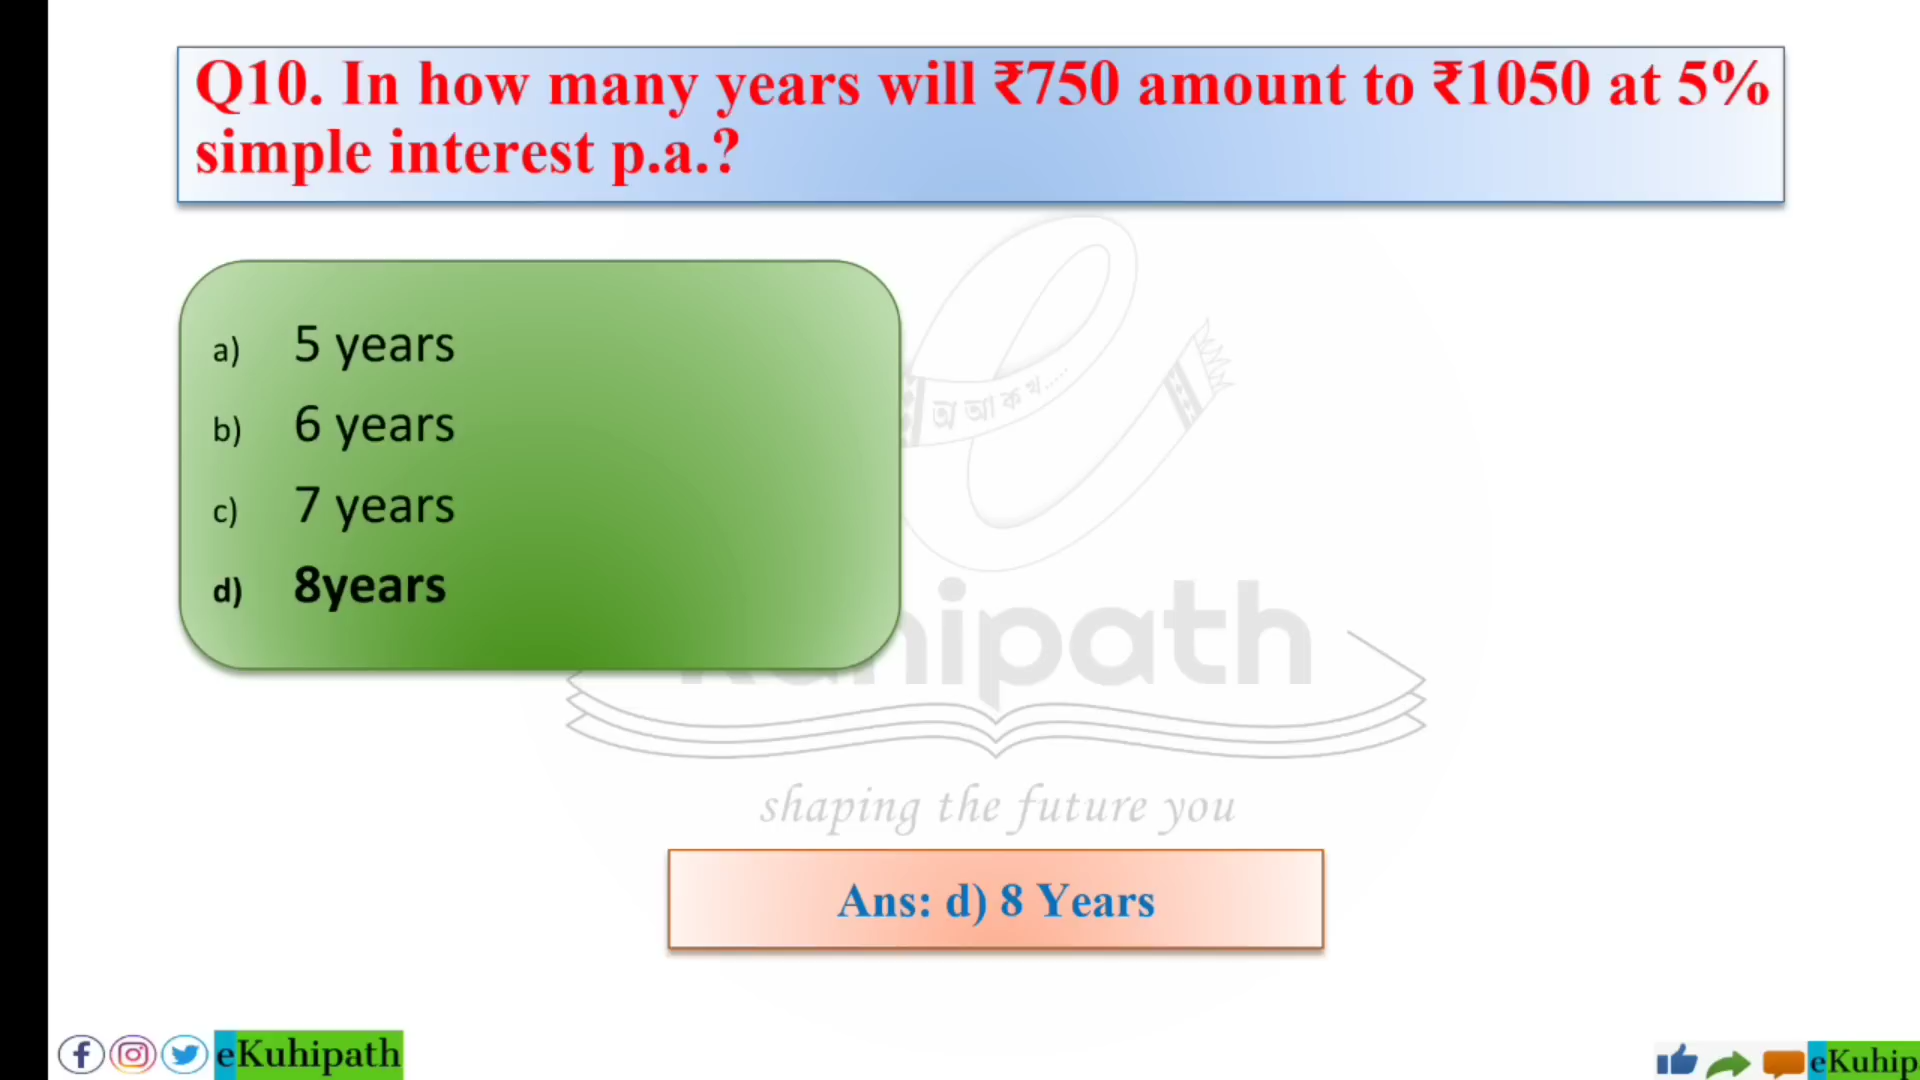 Q10. In how many years will ₹750 amount to ₹1050 at 5%
simple interest p.a.?
a) 5 years
b) 6 years
c) 7 years
d) 8years
অ আ ক খ.....
kuhipath
shaping the future you
Ans: d) 8 Years
eKuhipath
eKuhip